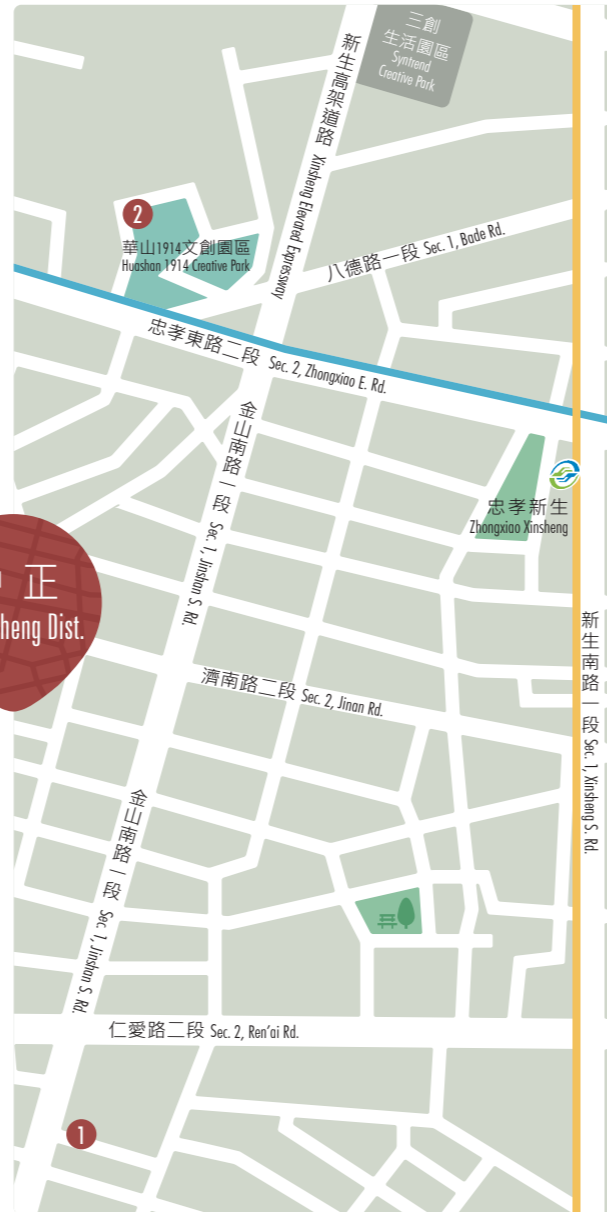 三創
生活園區
Syntrend
Creative Park
新生高架道路 Xinsheng Elevated Expressway
2
華山1914文創園區
Huashan 1914 Creative Park
八德路一段 Sec. 1, Bade Rd.
忠孝東路二段 Sec. 2, Zhongxiao E. Rd.
金山南路一段 Sec. 1, Jinshan S. Rd.
忠孝新生
Zhongxiao Xinsheng
正
heng Dist.
新生南路一段 Sec. 1, Xinsheng S. Rd.
濟南路二段 Sec. 2, Jinan Rd.
金山南路一段 Sec. 1, Jinshan S. Rd.
仁愛路二段 Sec. 2, Ren'ai Rd.
1